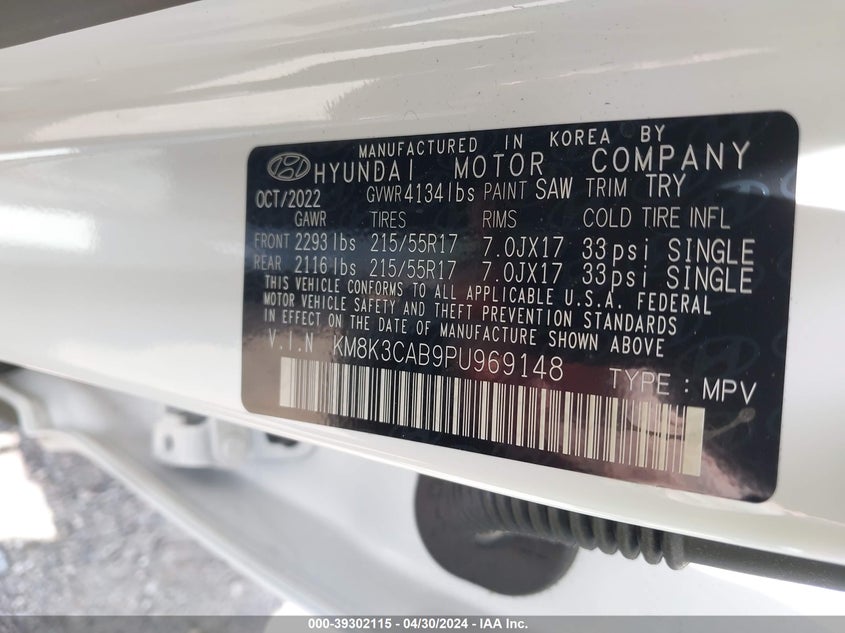 MANUFACTURED IN KOREA BY
HYUNDAI MOTOR COMPANY
OCT/2022 GVWR 4134lbs PAINT SAW TRIM TRY
GAWR TIRES RIMS COLD TIRE INFL
FRONT 2293lbs 215/55R17 7.0JX17 33psi SINGLE
REAR 2116lbs 215/55R17 7.0JX17 33psi SINGLE
THIS VEHICLE CONFORMS TO ALL APPLICABLE U.S.A. FEDERAL
MOTOR VEHICLE SAFETY AND THEFT PREVENTION STANDARDS
IN EFFECT ON THE DATE OF MANUFACTURE SHOWN ABOVE.
V.I.N KM8K3CAB9PU969148 TYPE : MPV
000-39302115 - 04/30/2024 - IAA Inc.